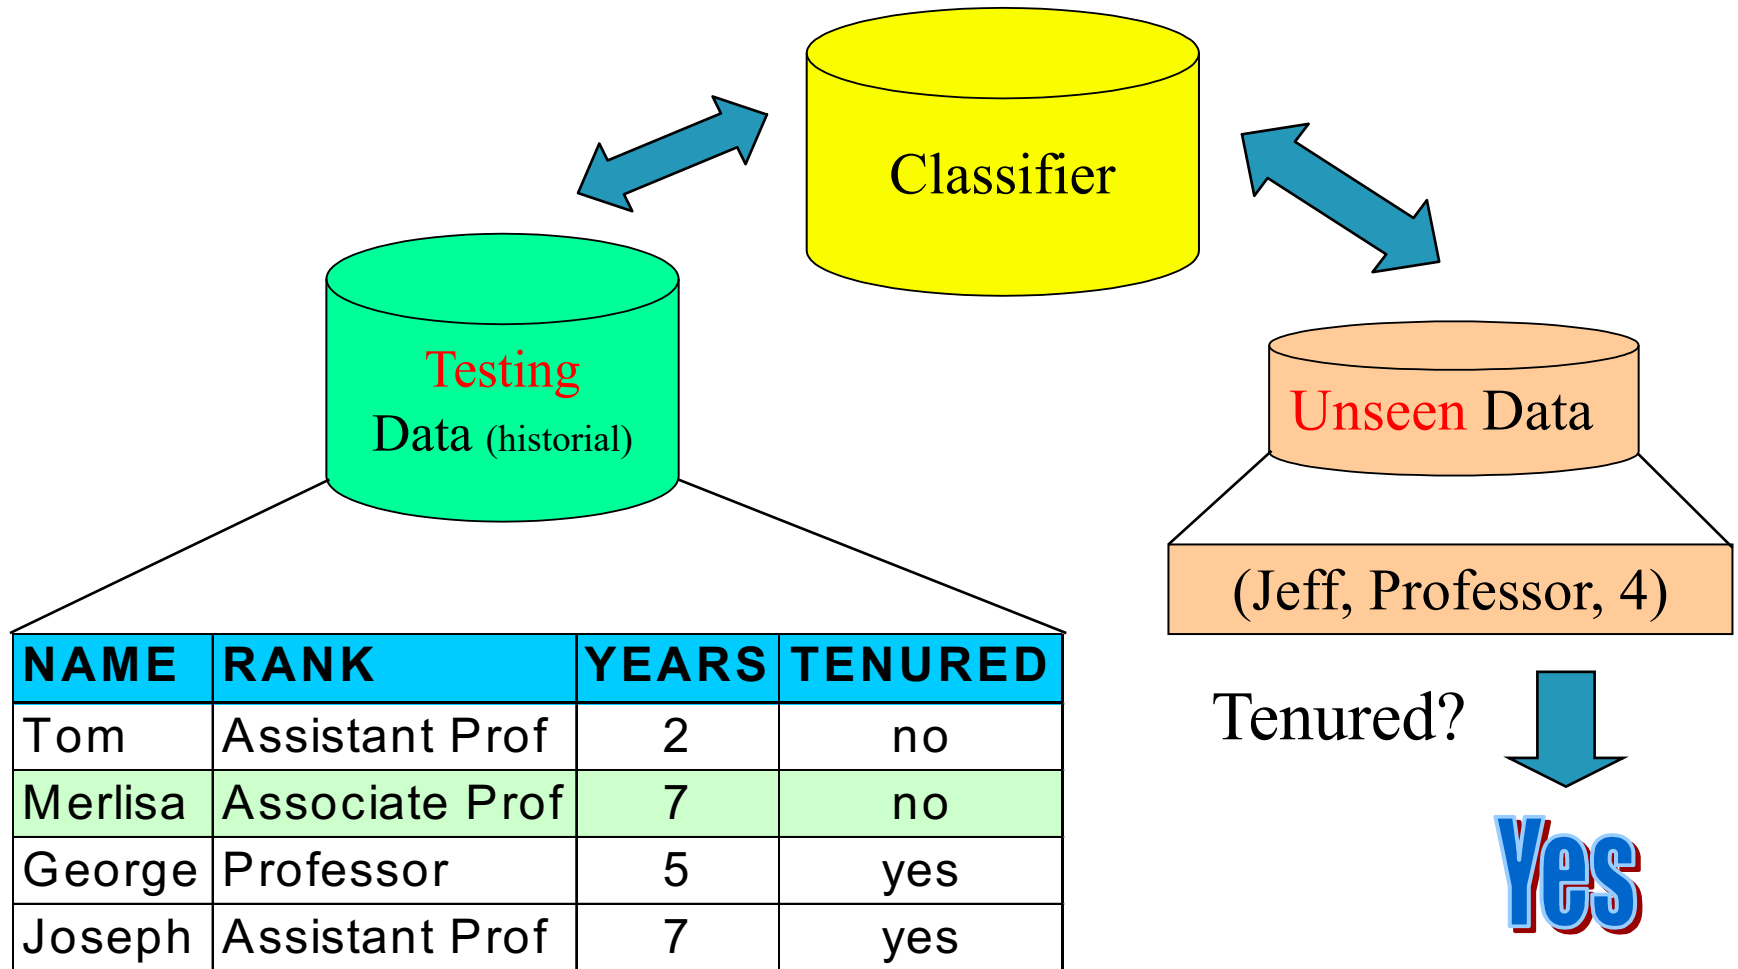 Classifier
Testing
Data (historial)
Unseen Data
(Jeff, Professor, 4)
NAME RANK YEARS TENURED
Tom Assistant Prof 2 no
Merlisa Associate Prof 7 no
George Professor 5 yes
Joseph Assistant Prof 7 yes
Tenured?
Yes